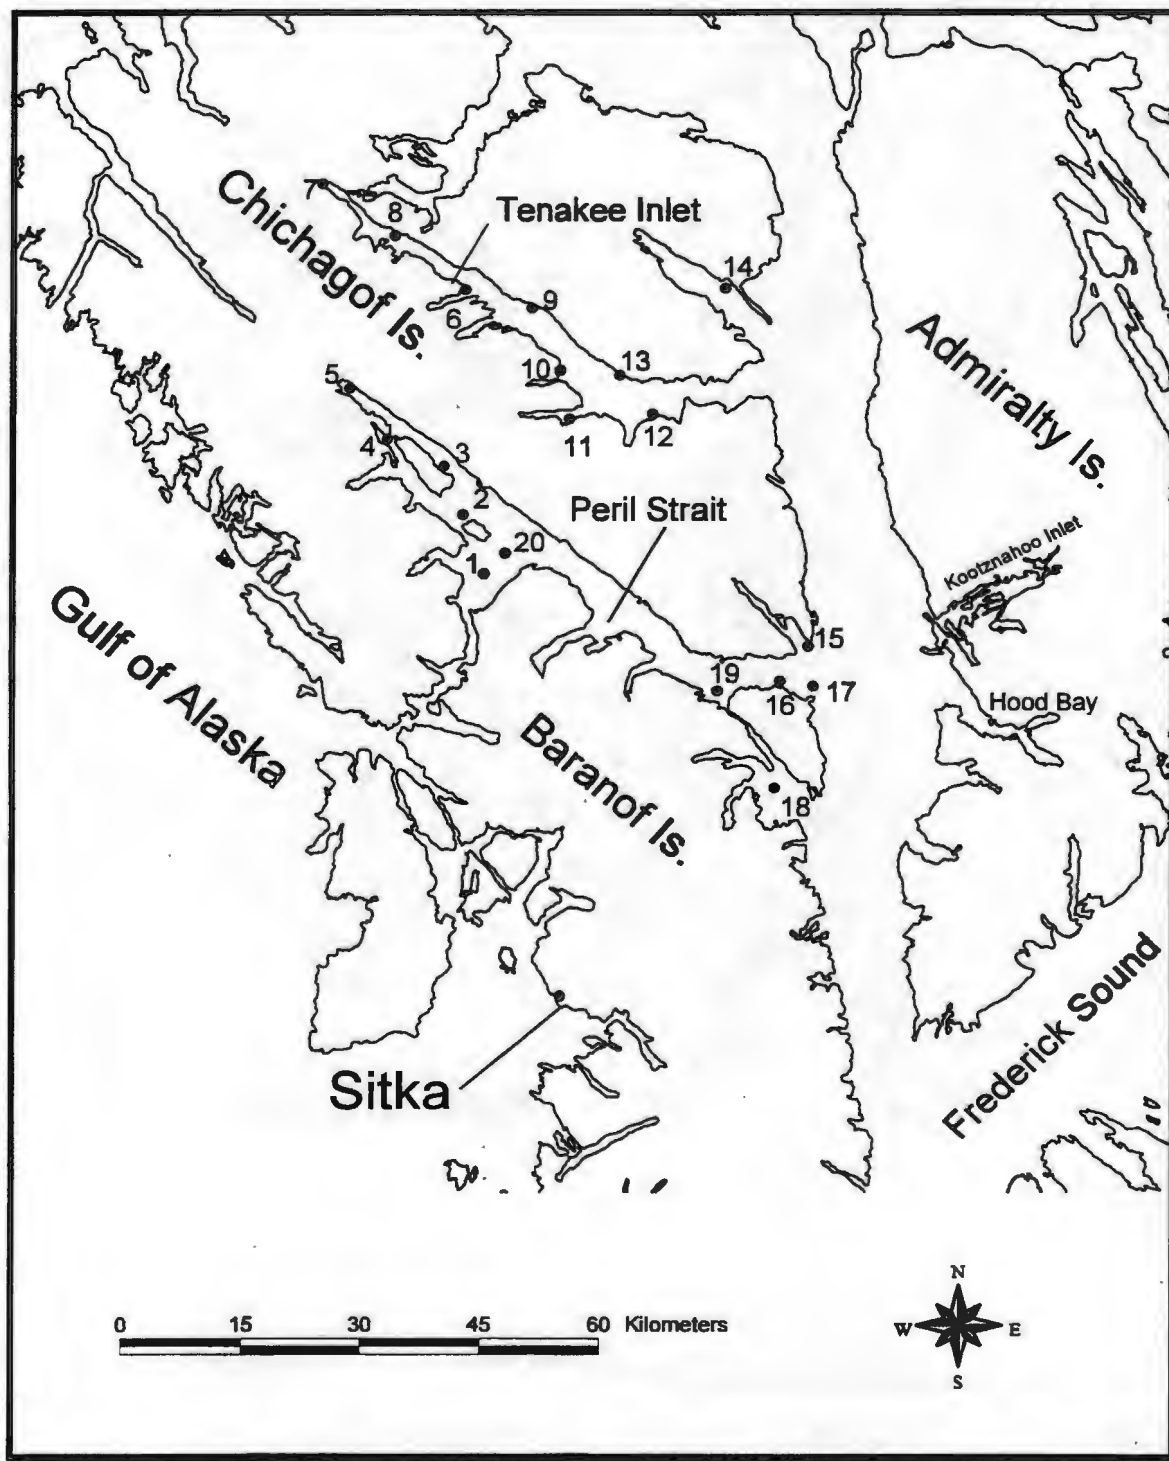 7
8
Chichagof Is.
Tenakee Inlet
14
9
6
Admiralty Is.
5
10
13
4
11
12
3
2
Peril Strait
20
Kootznahoo Inlet
1
Gulf of Alaska
15
19
16
17
Hood Bay
Baranof Is.
18
Frederick Sound
Sitka
N
0 15 30 45 60 Kilometers
W E
S